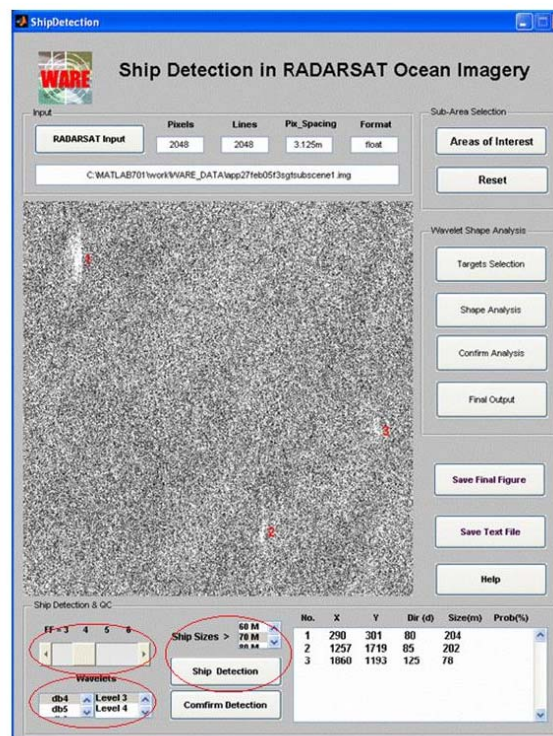 ShipDetection
WARE
Ship Detection in RADARSAT Ocean Imagery
Input
Pixels Lines Pix_Spacing Format
RADARSAT Input 2048 2048 3.125m float
C:\MATLAB701\work\WARE_DATA\app27feb05f3sgtsubscene1.img
Sub-Area Selection
Areas of Interest
Reset
1
3
2
Wavelet Shape Analysis
Targets Selection
Shape Analysis
Confirm Analysis
Final Output
Save Final Figure
Save Text File
Help
Ship Detection & QC
FF = 3 4 5 6
Wavelets
db4 Level 3
db5 Level 4
Ship Sizes > 60 M
70 M
80 M
Ship Detection
Comfirm Detection
No. X Y Dir (d) Size(m) Prob(%)
1 290 301 80 204
2 1257 1719 85 202
3 1860 1193 125 78